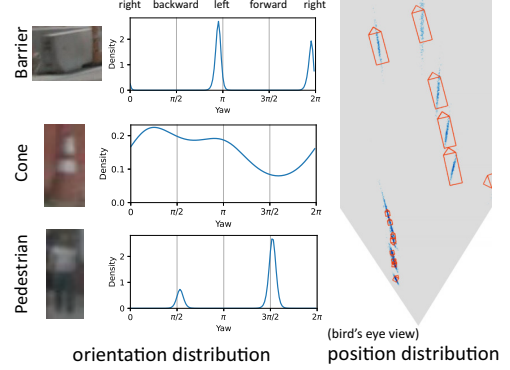 right backward left forward right
Barrier
Density
2
1
0
0 π/2 π 3π/2 2π
Yaw
Cone
Density
0.2
0.1
0.0
0 π/2 π 3π/2 2π
Yaw
Pedestrian
Density
2
1
0
0 π/2 π 3π/2 2π
Yaw
orientation distribution
(bird's eye view)
position distribution